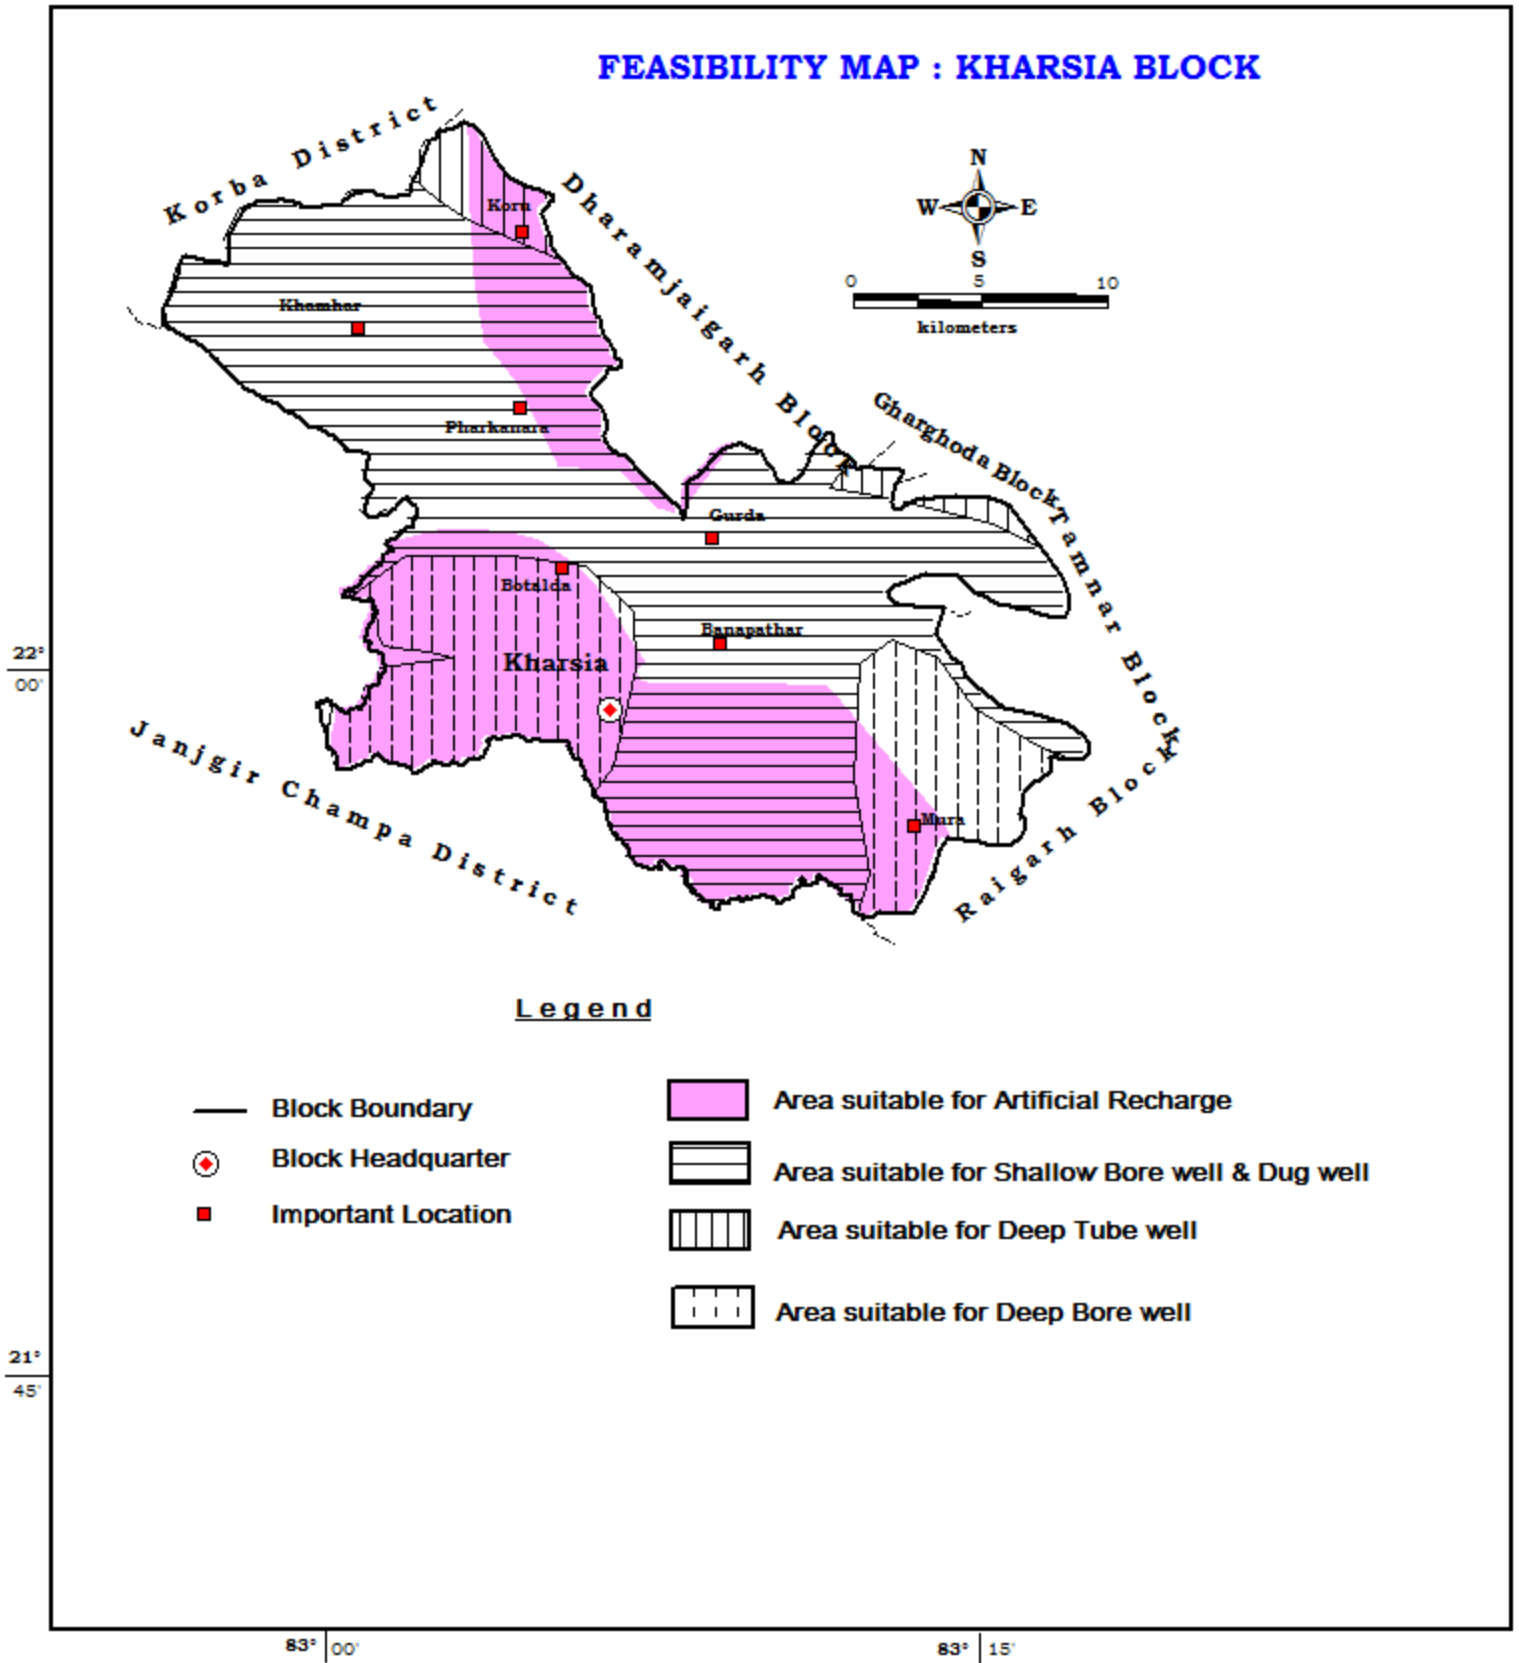 FEASIBILITY MAP : KHARSIA BLOCK
Korba District
Dharamjaigarh Block
N
W E
S
0 5 10
kilometers
Koru
Khamhar
Pharkanara
Gharghoda Block
Tamnar Block
Gurda
Botalda
Banapathar
Kharsia
22°
00'
Janjgir Champa District
Mura
Raigarh Block
Legend
Block Boundary
Block Headquarter
Important Location
Area suitable for Artificial Recharge
Area suitable for Shallow Bore well & Dug well
Area suitable for Deep Tube well
Area suitable for Deep Bore well
21°
45'
83° 00'
83° 15'